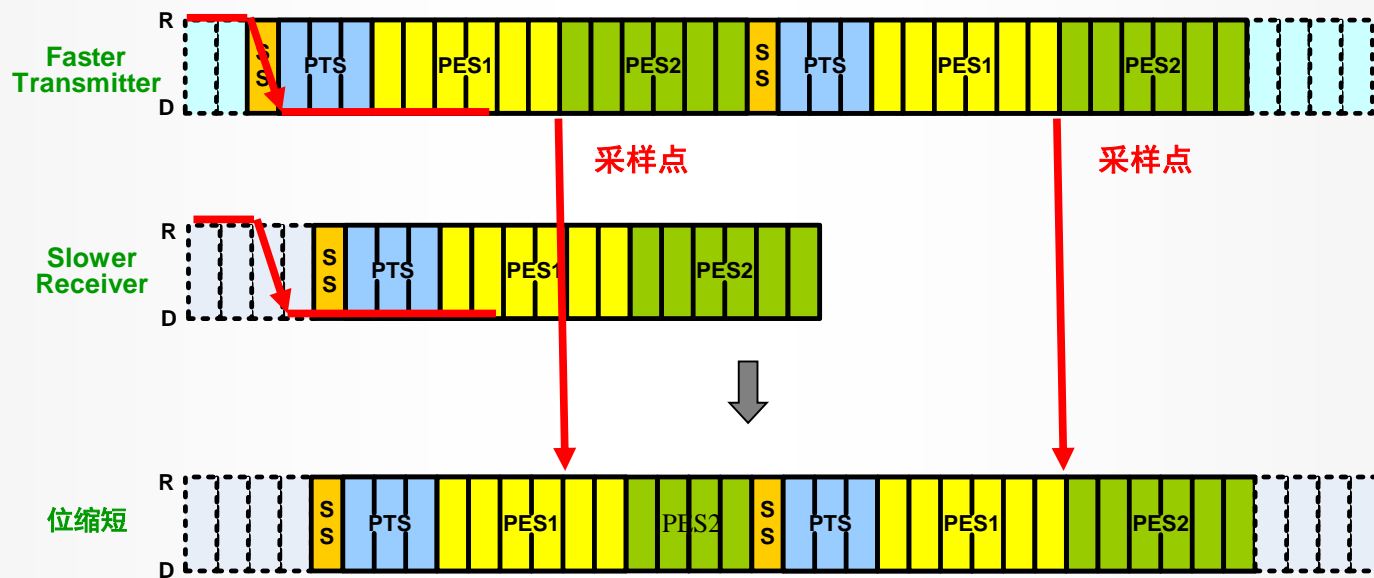 R
Faster
Transmitter
D
S
S
PTS
PES1
PES2
S
S
PTS
PES1
PES2
采样点
采样点
R
Slower
Receiver
D
S
S
PTS
PES1
PES2
R
位缩短
D
S
S
PTS
PES1
PES2
S
S
PTS
PES1
PES2